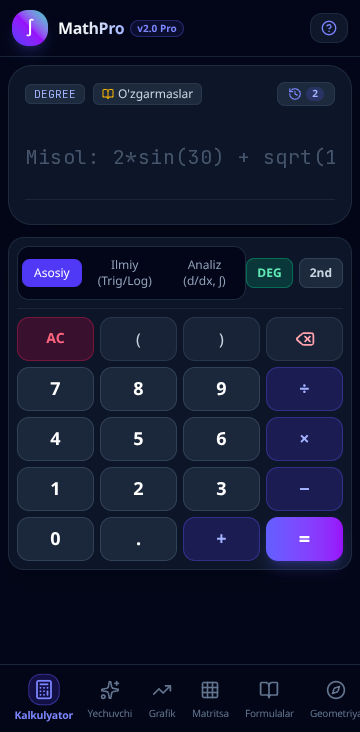 ∫ MathPro v2.0 Pro
DEGREE O'zgarmaslar 2
Misol: 2*sin(30) + sqrt(1
Asosiy Ilmiy (Trig/Log) Analiz (d/dx, ∫) DEG 2nd
AC ( )
7 8 9 ÷
4 5 6 ×
1 2 3 −
0 . + =
Kalkulyator Yechuvchi Grafik Matritsa Formulalar Geometriya